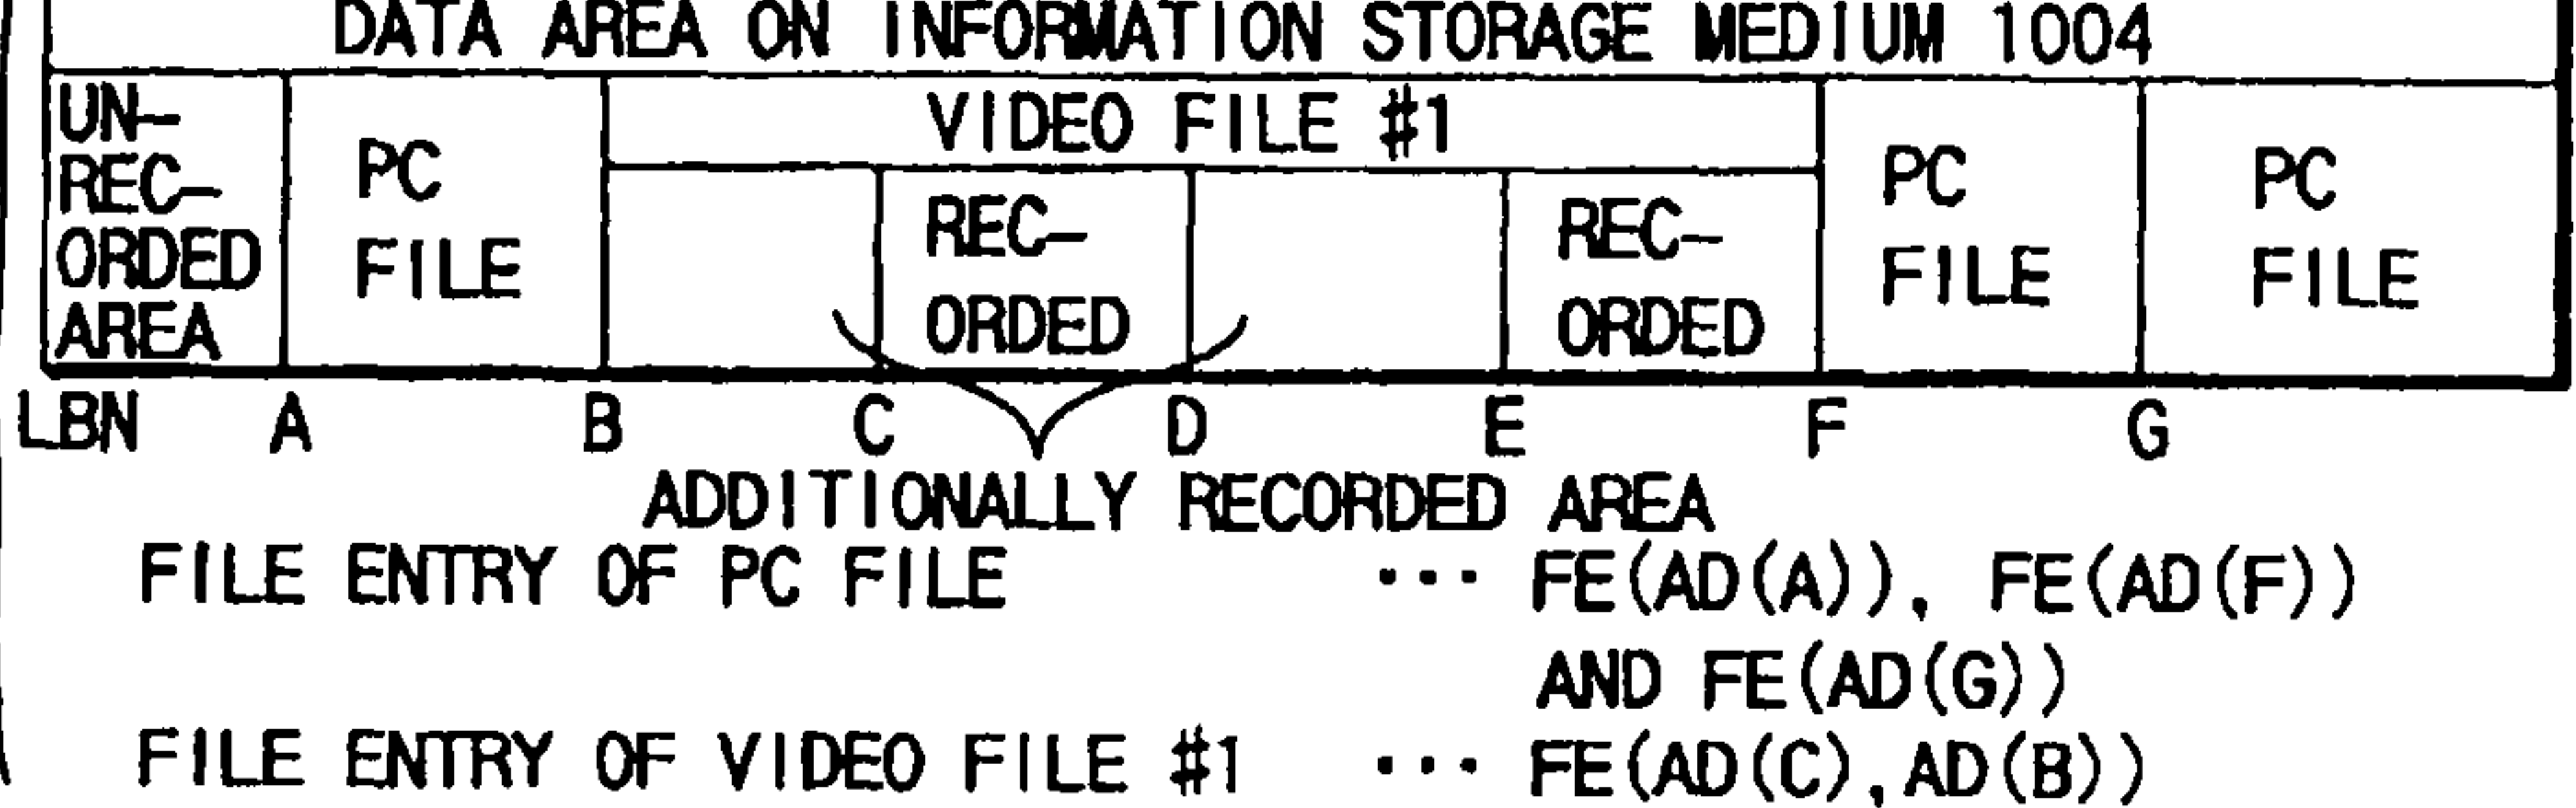 DATA AREA ON INFORMATION STORAGE MEDIUM 1004
UN-
REC-
ORDED
AREA
PC
FILE
VIDEO FILE #1
REC-
ORDED
REC-
ORDED
PC
FILE
PC
FILE
LBN A B C D E F G
ADDITIONALLY RECORDED AREA
FILE ENTRY OF PC FILE ··· FE(AD(A)), FE(AD(F))
AND FE(AD(G))
FILE ENTRY OF VIDEO FILE #1 ··· FE(AD(C),AD(B))